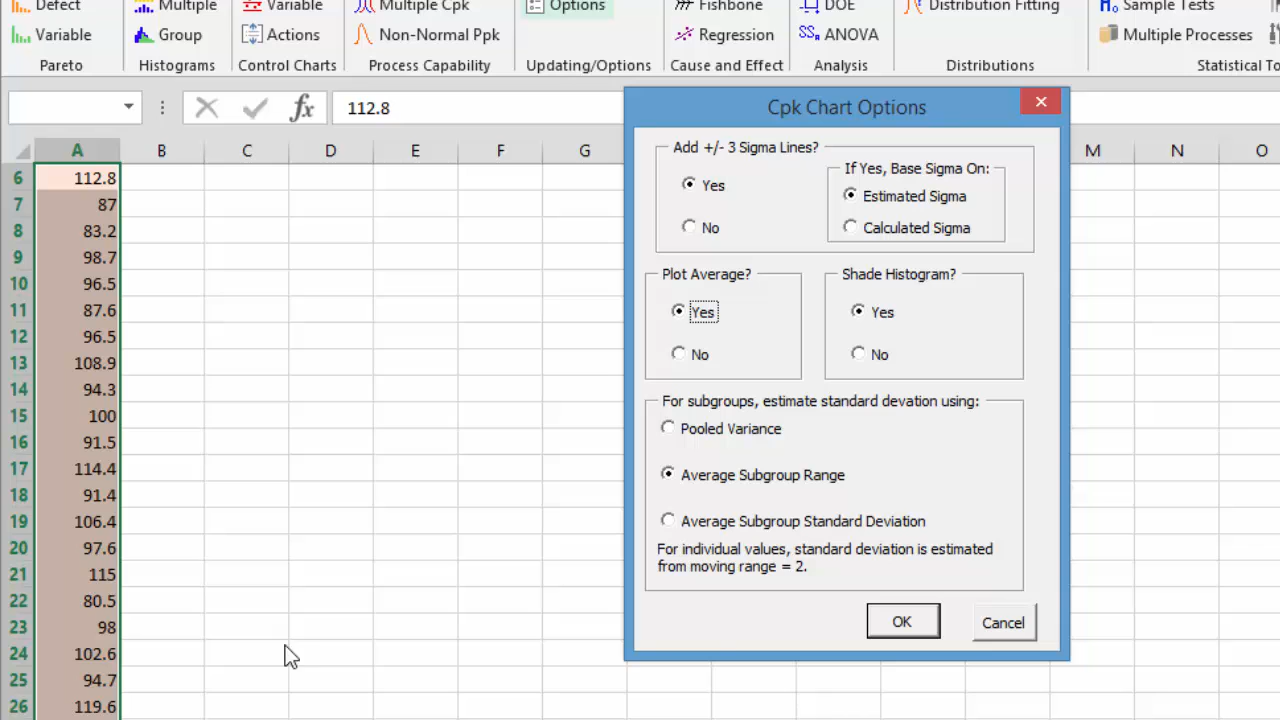 Defect Multiple Variable Multiple Cpk Options Fishbone DOE Distribution Fitting Sample Tests
Variable Group Actions Non-Normal Ppk Regression SSR ANOVA Multiple Processes
Pareto Histograms Control Charts Process Capability Updating/Options Cause and Effect Analysis Distributions Statistical To
fx 112.8
Cpk Chart Options
A B C D E F G M N O
6 112.8
7 87
8 83.2
9 98.7
10 96.5
11 87.6
12 96.5
13 108.9
14 94.3
15 100
16 91.5
17 114.4
18 91.4
19 106.4
20 97.6
21 115
22 80.5
23 98
24 102.6
25 94.7
26 119.6
Add +/- 3 Sigma Lines?
Yes
No
If Yes, Base Sigma On:
Estimated Sigma
Calculated Sigma
Plot Average?
Yes
No
Shade Histogram?
Yes
No
For subgroups, estimate standard devation using:
Pooled Variance
Average Subgroup Range
Average Subgroup Standard Deviation
For individual values, standard deviation is estimated
from moving range = 2.
OK Cancel